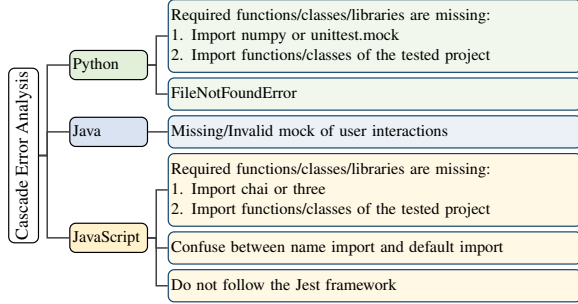 Cascade Error Analysis
Python
Required functions/classes/libraries are missing:
1. Import numpy or unittest.mock
2. Import functions/classes of the tested project
FileNotFoundError
Java
Missing/Invalid mock of user interactions
JavaScript
Required functions/classes/libraries are missing:
1. Import chai or three
2. Import functions/classes of the tested project
Confuse between name import and default import
Do not follow the Jest framework